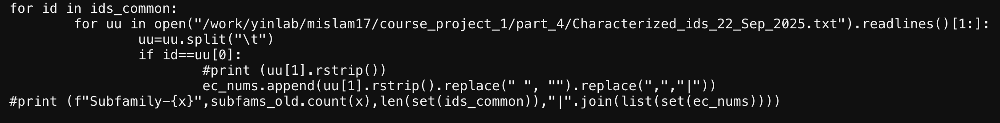 for id in ids_common:
        for uu in open("/work/yinlab/mislam17/course_project_1/part_4/Characterized_ids_22_Sep_2025.txt").readlines()[1:]:
                uu=uu.split("\t")
                if id==uu[0]:
                        #print (uu[1].rstrip())
                        ec_nums.append(uu[1].rstrip().replace(" ", "").replace(",","|"))
#print (f"Subfamily-{x}",subfams_old.count(x),len(set(ids_common)),"|".join(list(set(ec_nums))))